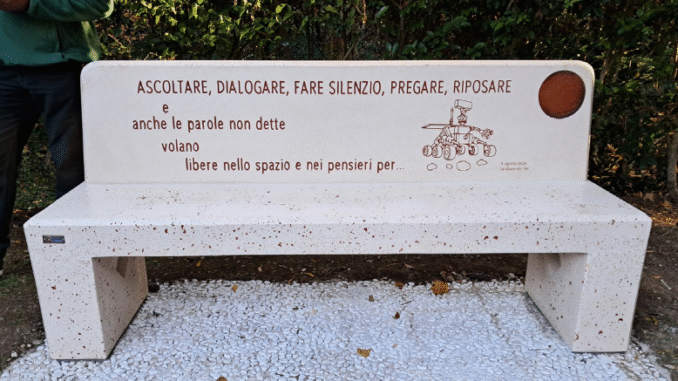 ASCOLTARE, DIALOGARE, FARE SILENZIO, PREGARE, RIPOSARE
e
anche le parole non dette
volano
libere nello spazio e nei pensieri per...